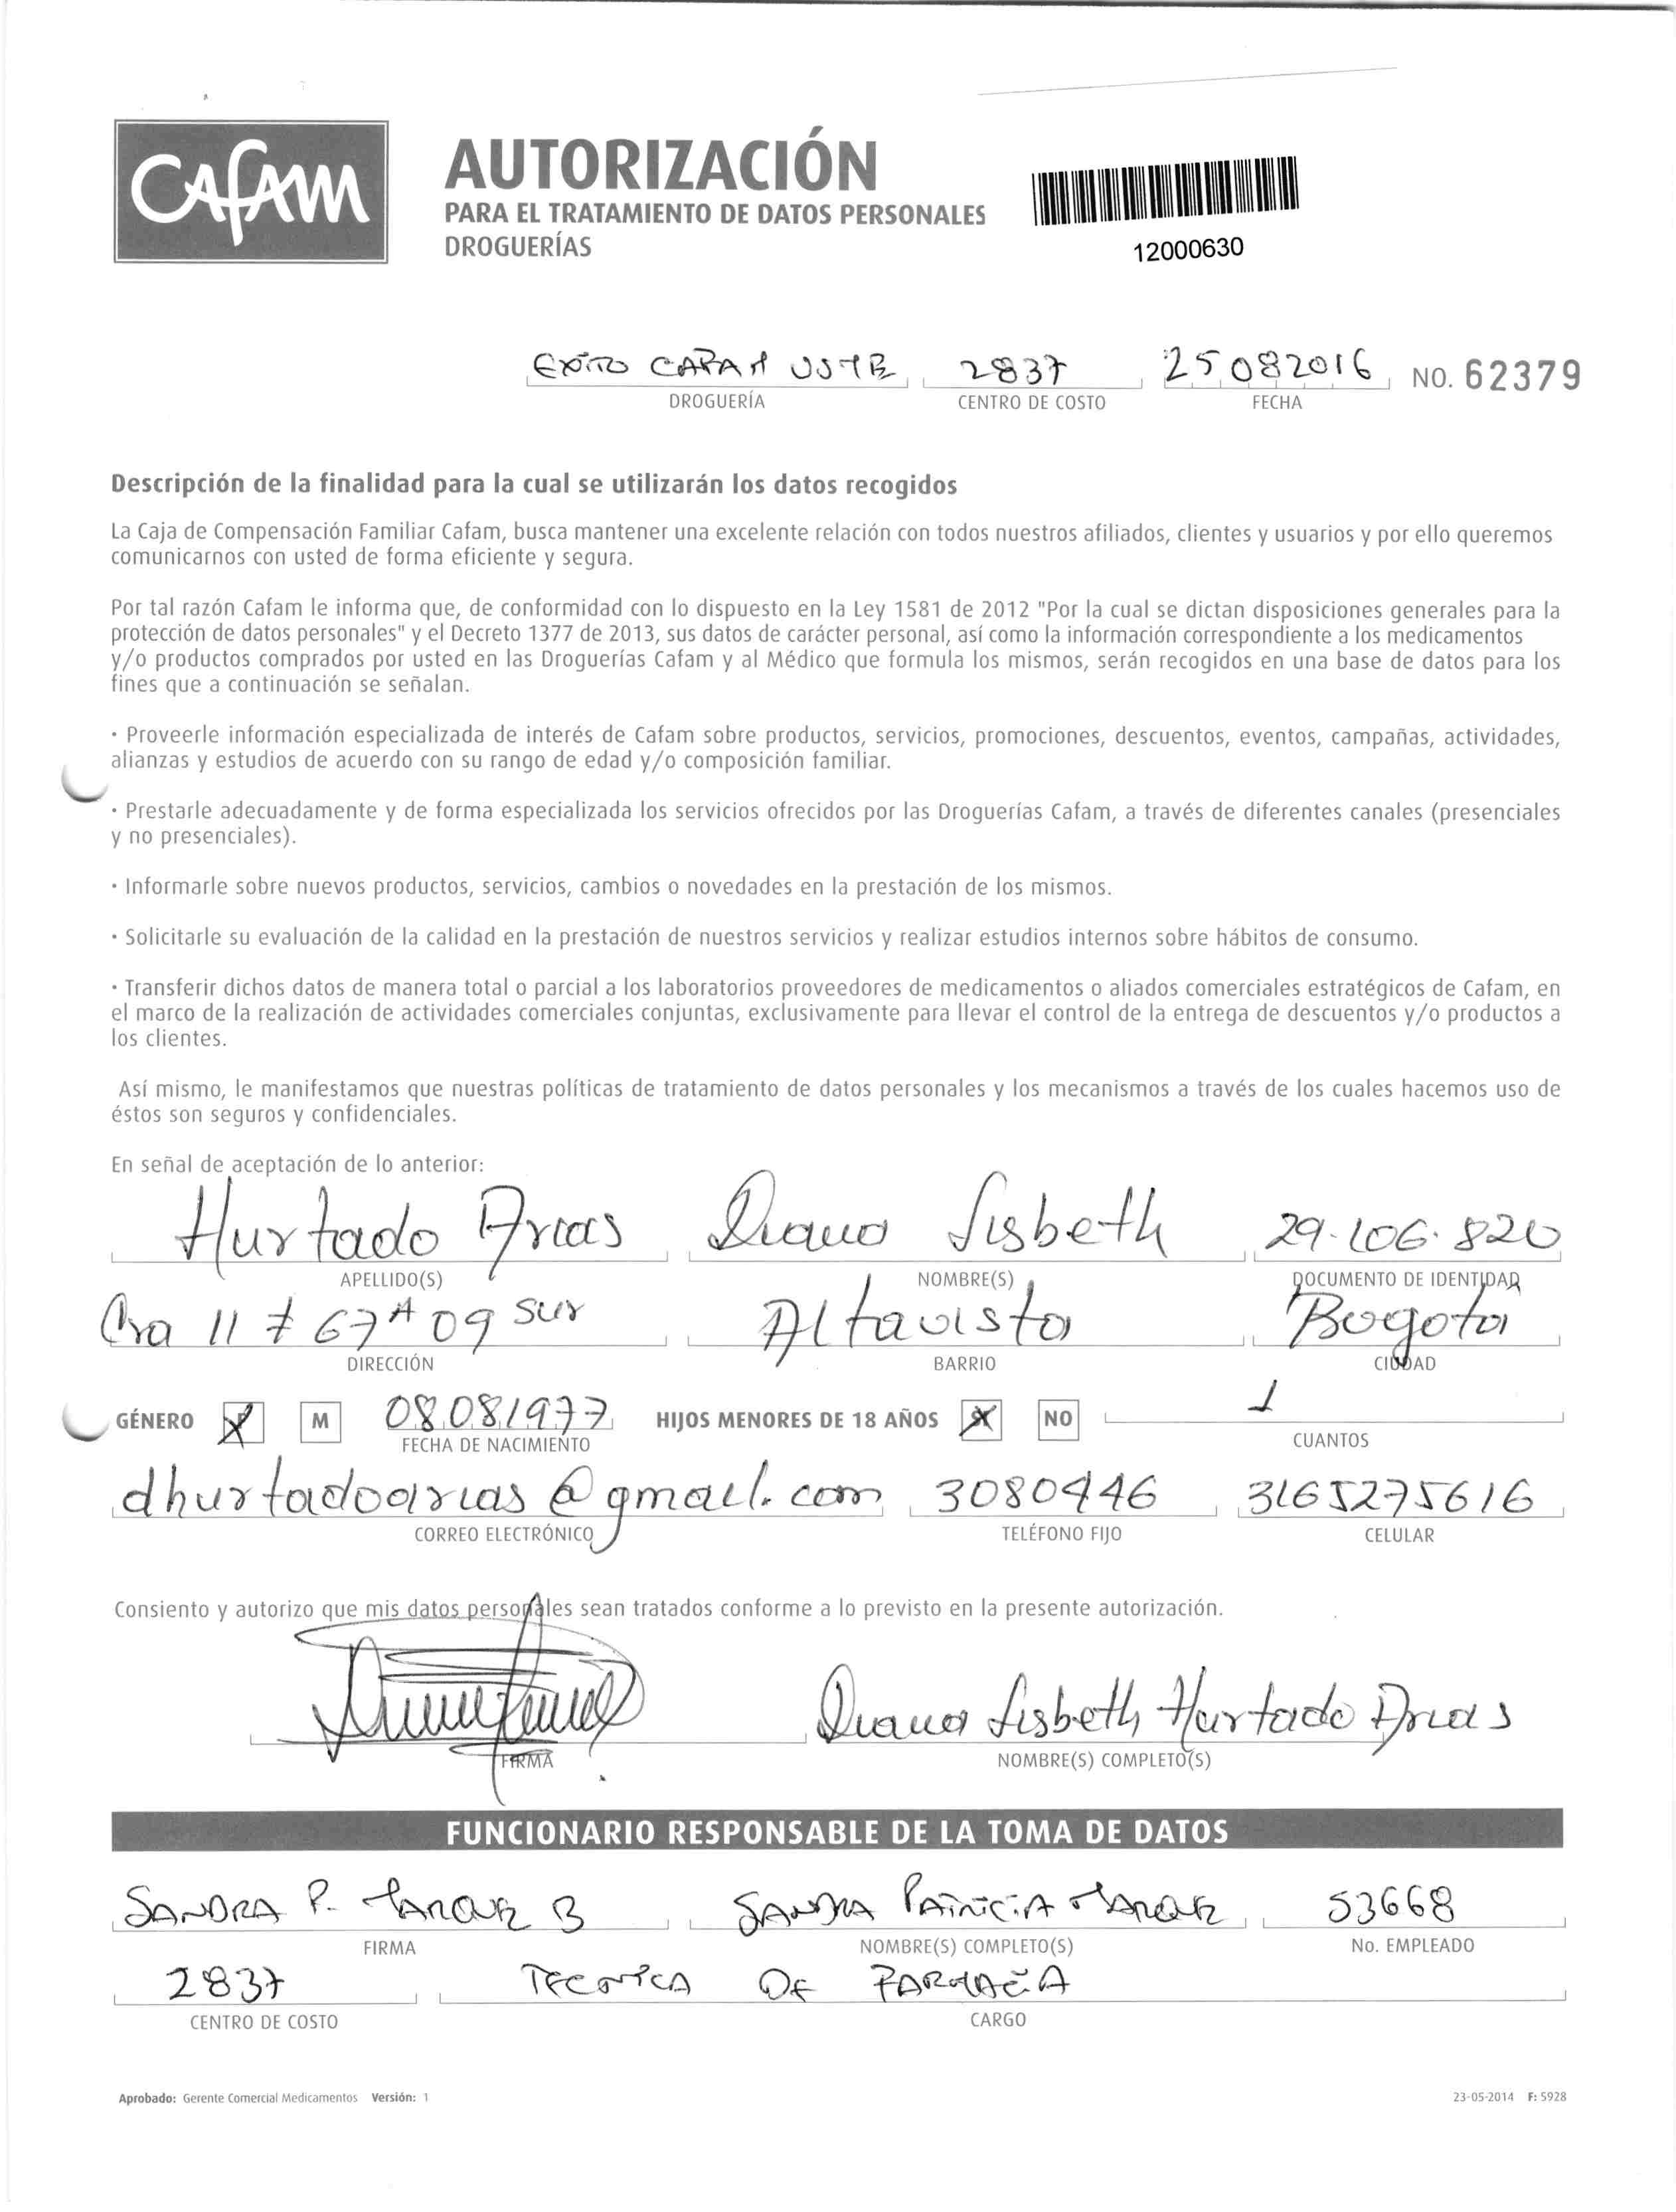 CAFAM
AUTORIZACIÓN
PARA EL TRATAMIENTO DE DATOS PERSONALES
DROGUERÍAS
12000630
EXITO CAFAM 2837 25082016 NO. 62379
DROGUERÍA CENTRO DE COSTO FECHA
Descripción de la finalidad para la cual se utilizarán los datos recogidos
La Caja de Compensación Familiar Cafam, busca mantener una excelente relación con todos nuestros afiliados, clientes y usuarios y por ello queremos
comunicarnos con usted de forma eficiente y segura.
Por tal razón Cafam le informa que, de conformidad con lo dispuesto en la Ley 1581 de 2012 "Por la cual se dictan disposiciones generales para la
protección de datos personales" y el Decreto 1377 de 2013, sus datos de carácter personal, así como la información correspondiente a los medicamentos
y/o productos comprados por usted en las Droguerías Cafam y al Médico que formula los mismos, serán recogidos en una base de datos para los
fines que a continuación se señalan.
· Proveerle información especializada de interés de Cafam sobre productos, servicios, promociones, descuentos, eventos, campañas, actividades,
alianzas y estudios de acuerdo con su rango de edad y/o composición familiar.
· Prestarle adecuadamente y de forma especializada los servicios ofrecidos por las Droguerías Cafam, a través de diferentes canales (presenciales
y no presenciales).
· Informarle sobre nuevos productos, servicios, cambios o novedades en la prestación de los mismos.
· Solicitarle su evaluación de la calidad en la prestación de nuestros servicios y realizar estudios internos sobre hábitos de consumo.
· Transferir dichos datos de manera total o parcial a los laboratorios proveedores de medicamentos o aliados comerciales estratégicos de Cafam, en
el marco de la realización de actividades comerciales conjuntas, exclusivamente para llevar el control de la entrega de descuentos y/o productos a
los clientes.
Así mismo, le manifestamos que nuestras políticas de tratamiento de datos personales y los mecanismos a través de los cuales hacemos uso de
éstos son seguros y confidenciales.
En señal de aceptación de lo anterior:
Hurtado Arias Diana Lisbeth 29.106.820
APELLIDO(S) NOMBRE(S) DOCUMENTO DE IDENTIDAD
Cra 11 # 67A 09 sur Altavista Bogotá
DIRECCIÓN BARRIO CIUDAD
GÉNERO X M 08081977 HIJOS MENORES DE 18 AÑOS X NO 1
FECHA DE NACIMIENTO CUANTOS
dhurtadoarias@gmail.com 3080446 3165275616
CORREO ELECTRÓNICO TELÉFONO FIJO CELULAR
Consiento y autorizo que mis datos personales sean tratados conforme a lo previsto en la presente autorización.
Diana Lisbeth Hurtado Arias
FIRMA NOMBRE(S) COMPLETO(S)
FUNCIONARIO RESPONSABLE DE LA TOMA DE DATOS
SANDRA P. B SANDRA PATRICIA 53668
FIRMA NOMBRE(S) COMPLETO(S) No. EMPLEADO
2837 TECNICA DE FARMACIA
CENTRO DE COSTO CARGO
Aprobado: Gerente Comercial Medicamentos Versión: 1 23-05-2014 F: 5928